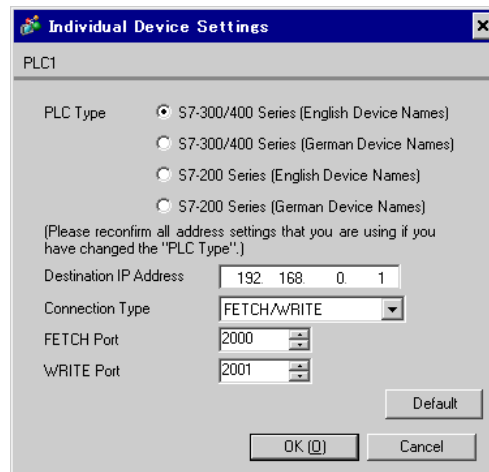 Individual Device Settings
PLC1
PLC Type
S7-300/400 Series (English Device Names)
S7-300/400 Series (German Device Names)
S7-200 Series (English Device Names)
S7-200 Series (German Device Names)
(Please reconfirm all address settings that you are using if you
have changed the "PLC Type".)
Destination IP Address 192. 168. 0. 1
Connection Type FETCH/WRITE
FETCH Port 2000
WRITE Port 2001
Default
OK (O) Cancel